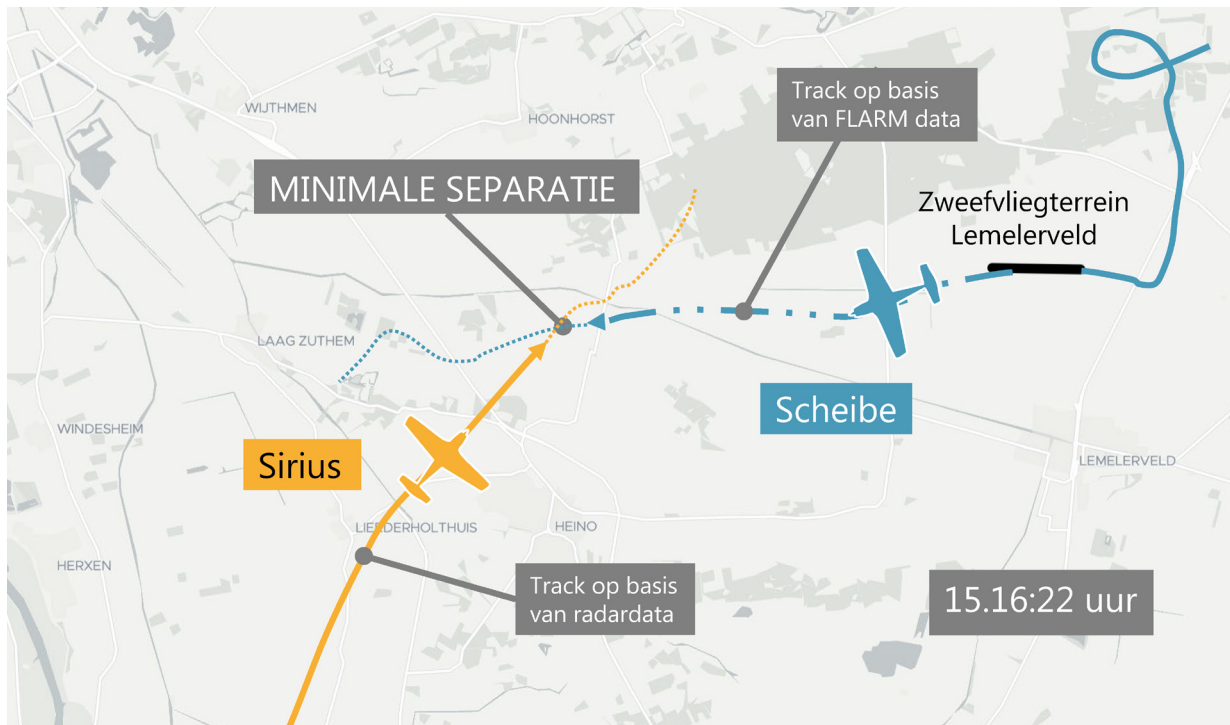 WIJTHMEN
HOONHORST
Track op basis
van FLARM data
MINIMALE SEPARATIE
Zweefvliegterrein
Lemelerveld
LAAG ZUTHEM
Scheibe
WINDESHEIM
Sirius
LEMELERVELD
LIEDERHOLTHUIS
HEINO
HERXEN
Track op basis
van radardata
15.16:22 uur